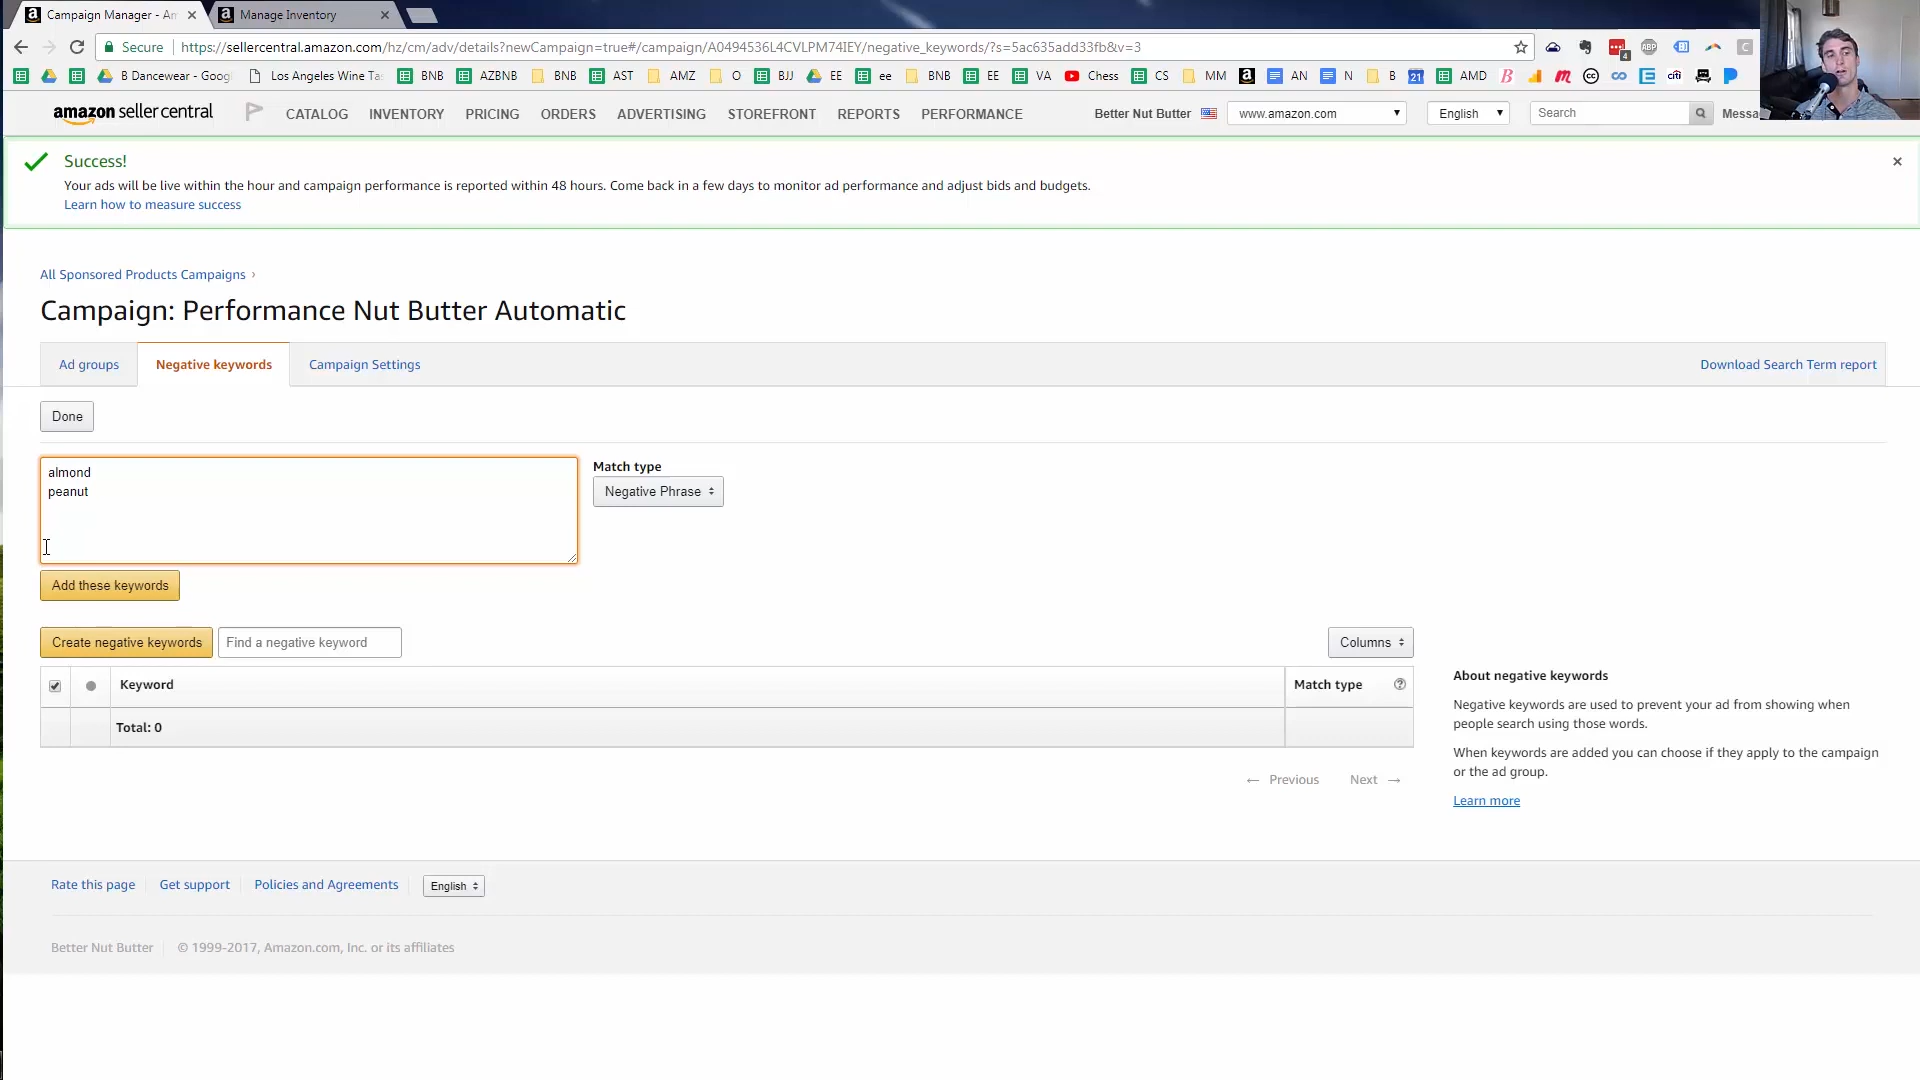 Campaign Manager - Am
Manage Inventory
Secure
https://sellercentral.amazon.com/hz/cm/adv/details?newCampaign=true#/campaign/A0494536L4CVLPM74IEY/negative_keywords/?s=5ac635add33fb&v=3
4
ABP
C
B Dancewear - Goog
Los Angeles Wine Ta
BNB
AZBNB
BNB
AST
AMZ
O
BJJ
EE
ee
BNB
EE
VA
Chess
CS
MM
AN
N
B
21
AMD
B
cc
citi
amazon seller central
CATALOG
INVENTORY
PRICING
ORDERS
ADVERTISING
STOREFRONT
REPORTS
PERFORMANCE
Better Nut Butter
www.amazon.com
English
Search
Messa
Success!
Your ads will be live within the hour and campaign performance is reported within 48 hours. Come back in a few days to monitor ad performance and adjust bids and budgets.
Learn how to measure success
All Sponsored Products Campaigns ›
Campaign: Performance Nut Butter Automatic
Ad groups
Negative keywords
Campaign Settings
Download Search Term report
Done
almond
peanut
Match type
Negative Phrase
Add these keywords
Create negative keywords
Find a negative keyword
Columns
Keyword
Match type
Total: 0
← Previous
Next →
About negative keywords
Negative keywords are used to prevent your ad from showing when
people search using those words.
When keywords are added you can choose if they apply to the campaign
or the ad group.
Learn more
Rate this page
Get support
Policies and Agreements
English
Better Nut Butter
© 1999-2017, Amazon.com, Inc. or its affiliates